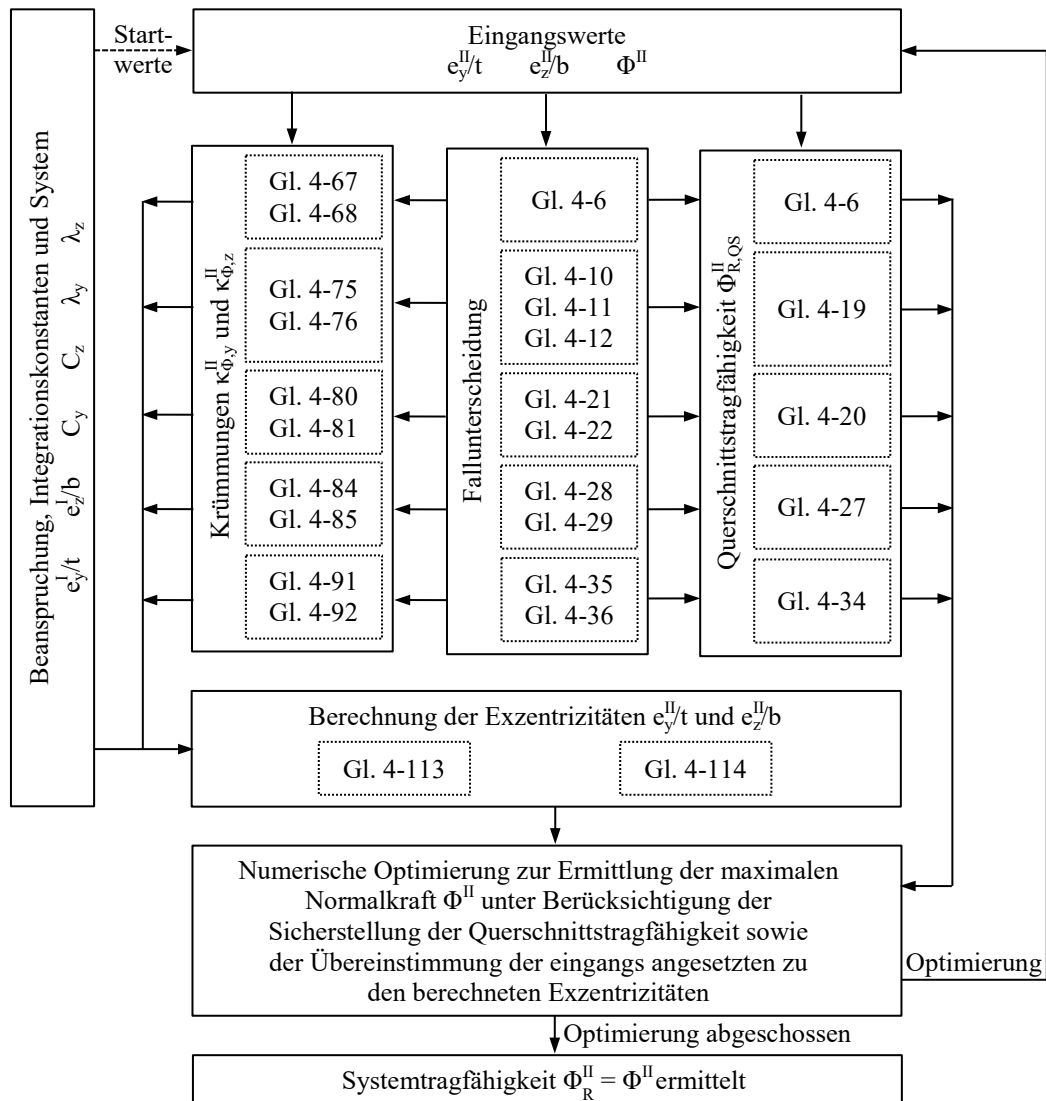 Beanspruchung, Integrationskonstanten und System
e_y^I/t e_z^I/b C_y C_z λ_y λ_z
Start-
werte
Eingangswerte
e_y^II/t e_z^II/b Φ^II
Krümmungen κ_Φ,y^II und κ_Φ,z^II
Gl. 4-67
Gl. 4-68
Gl. 4-75
Gl. 4-76
Gl. 4-80
Gl. 4-81
Gl. 4-84
Gl. 4-85
Gl. 4-91
Gl. 4-92
Fallunterscheidung
Gl. 4-6
Gl. 4-10
Gl. 4-11
Gl. 4-12
Gl. 4-21
Gl. 4-22
Gl. 4-28
Gl. 4-29
Gl. 4-35
Gl. 4-36
Querschnittstragfähigkeit Φ_R,QS^II
Gl. 4-6
Gl. 4-19
Gl. 4-20
Gl. 4-27
Gl. 4-34
Berechnung der Exzentrizitäten e_y^II/t und e_z^II/b
Gl. 4-113
Gl. 4-114
Numerische Optimierung zur Ermittlung der maximalen
Normalkraft Φ^II unter Berücksichtigung der
Sicherstellung der Querschnittstragfähigkeit sowie
der Übereinstimmung der eingangs angesetzten zu
den berechneten Exzentrizitäten
Optimierung
Optimierung abgeschossen
Systemtragfähigkeit Φ_R^II = Φ^II ermittelt